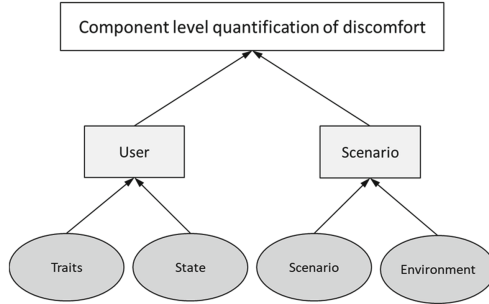 Component level quantification of discomfort
User
Scenario
Traits
State
Scenario
Environment